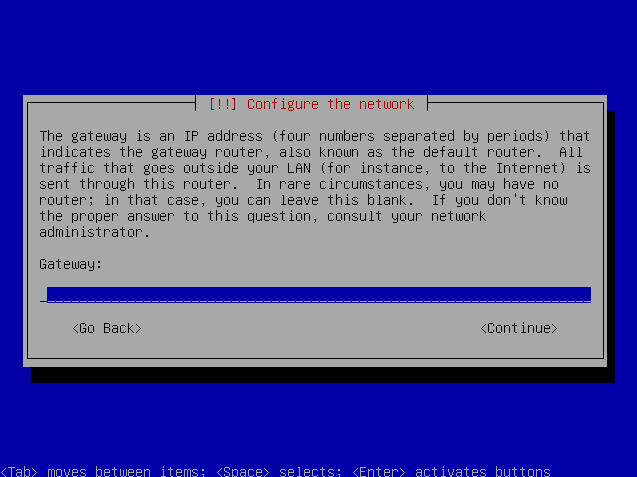 [!!] Configure the network
The gateway is an IP address (four numbers separated by periods) that
indicates the gateway router, also known as the default router.  All
traffic that goes outside your LAN (for instance, to the Internet) is
sent through this router.  In rare circumstances, you may have no
router; in that case, you can leave this blank.  If you don't know
the proper answer to this question, consult your network
administrator.
Gateway:
<Go Back> <Continue>
<Tab> moves between items; <Space> selects; <Enter> activates buttons